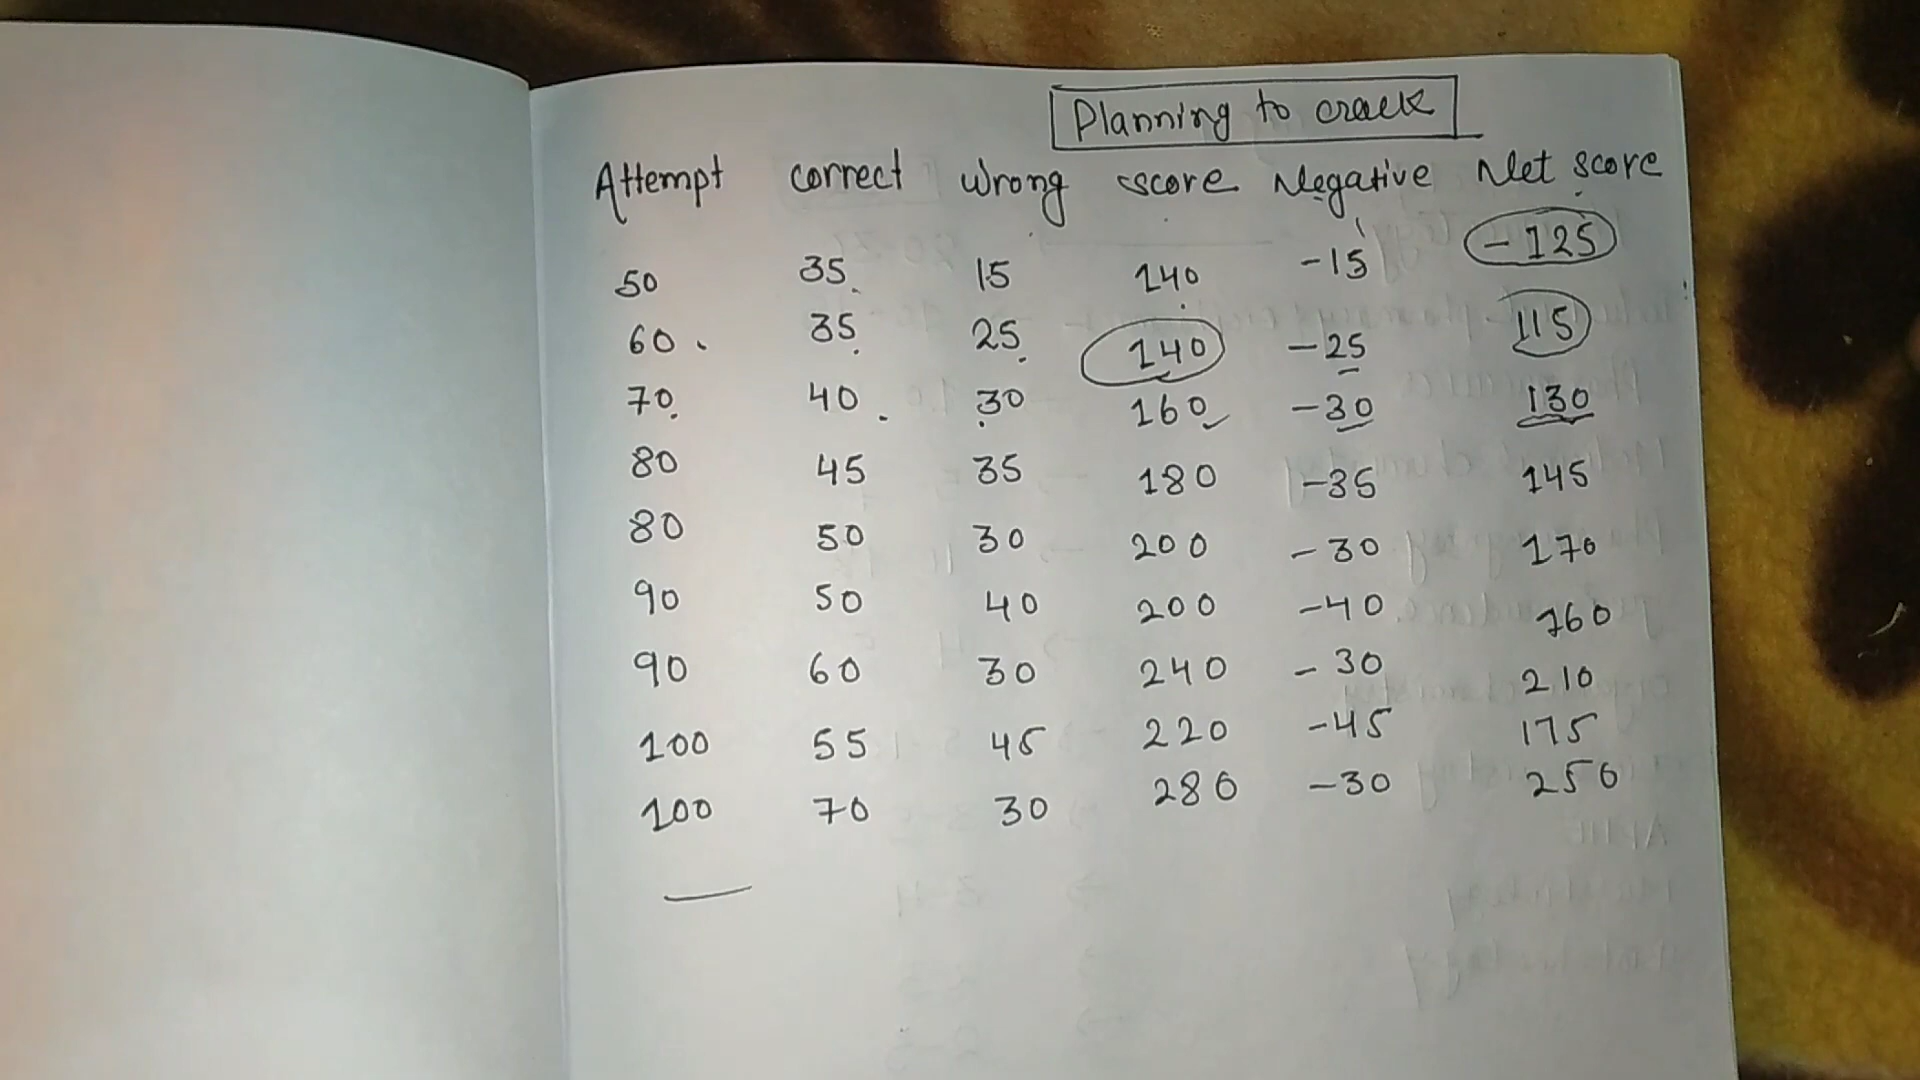 Planning to crack
Attempt correct Wrong score Negative Net score
50 35 15 140 -15 -125
60 35 25 140 -25 115
70 40 30 160 -30 130
80 45 35 180 -35 145
80 50 30 200 -30 170
90 50 40 200 -40 160
90 60 30 240 -30 210
100 55 45 220 -45 175
100 70 30 280 -30 250